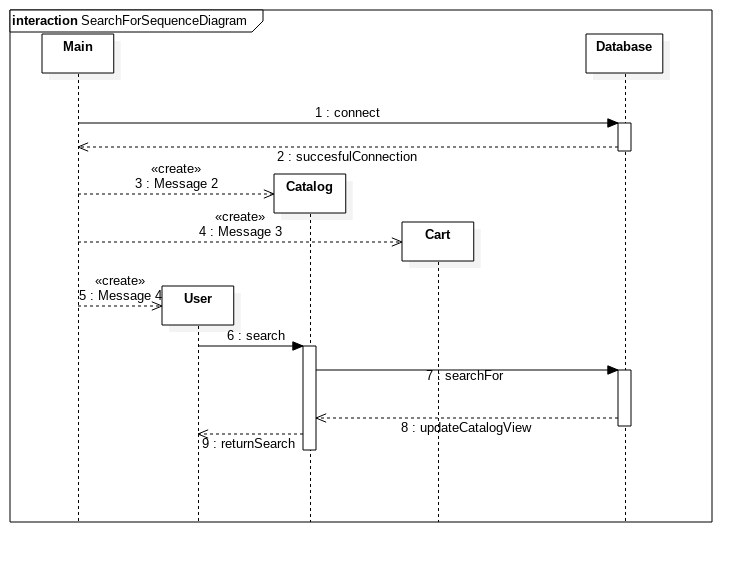 interaction SearchForSequenceDiagram
Main
Database
1 : connect
2 : succesfulConnection
«create»
3 : Message 2
Catalog
«create»
4 : Message 3
Cart
«create»
5 : Message 4
User
6 : search
7 : searchFor
8 : updateCatalogView
9 : returnSearch